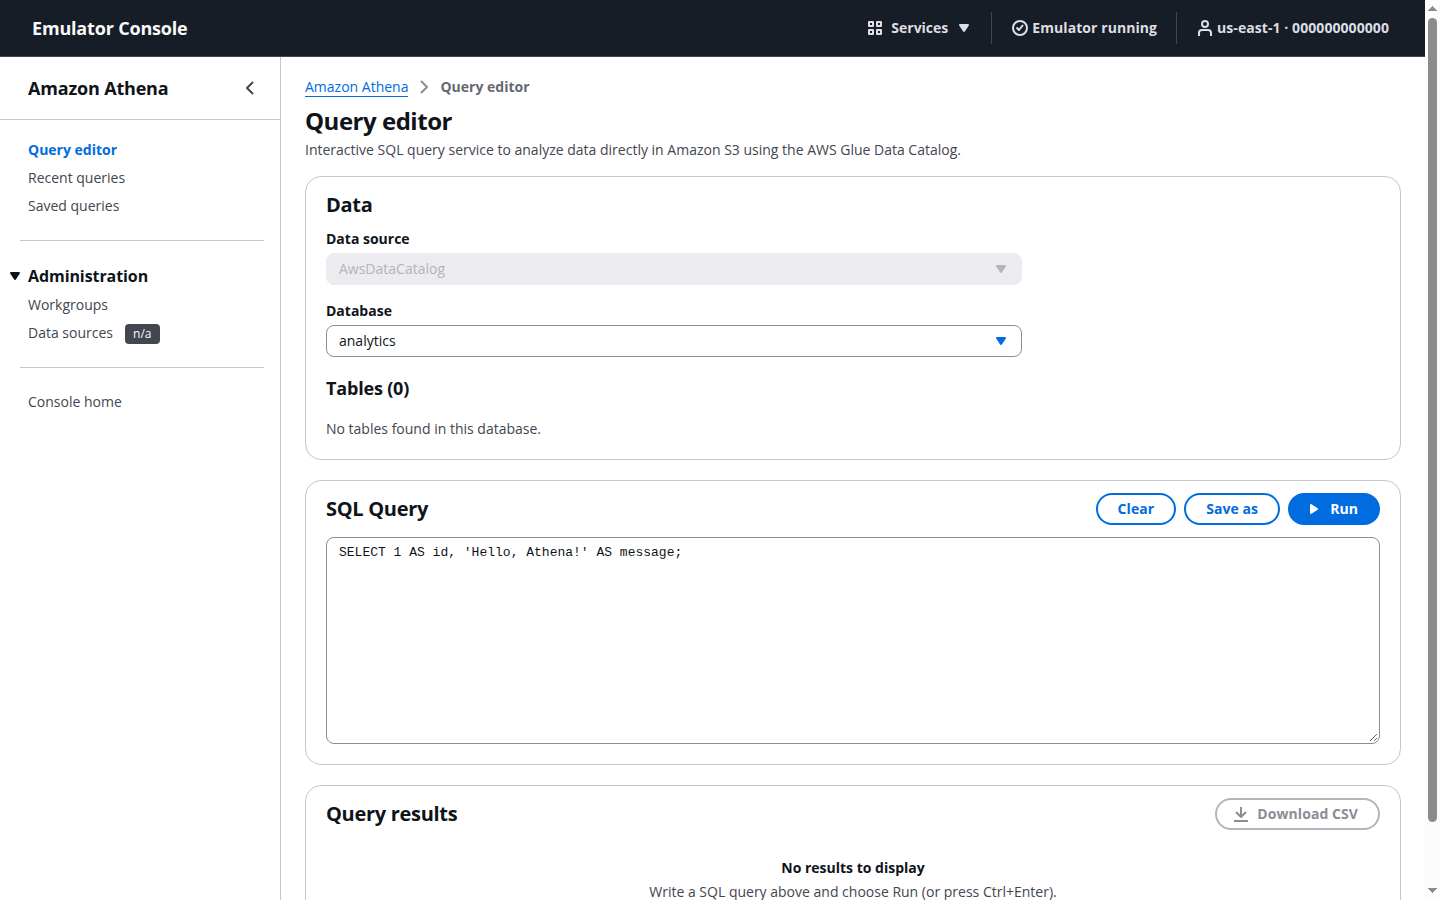 Emulator Console
Services
Emulator running
us-east-1 · 000000000000
Amazon Athena
Query editor
Recent queries
Saved queries
Administration
Workgroups
Data sources n/a
Console home
Amazon Athena > Query editor
Query editor
Interactive SQL query service to analyze data directly in Amazon S3 using the AWS Glue Data Catalog.
Data
Data source
AwsDataCatalog
Database
analytics
Tables (0)
No tables found in this database.
SQL Query
Clear
Save as
Run
SELECT 1 AS id, 'Hello, Athena!' AS message;
Query results
Download CSV
No results to display
Write a SQL query above and choose Run (or press Ctrl+Enter).